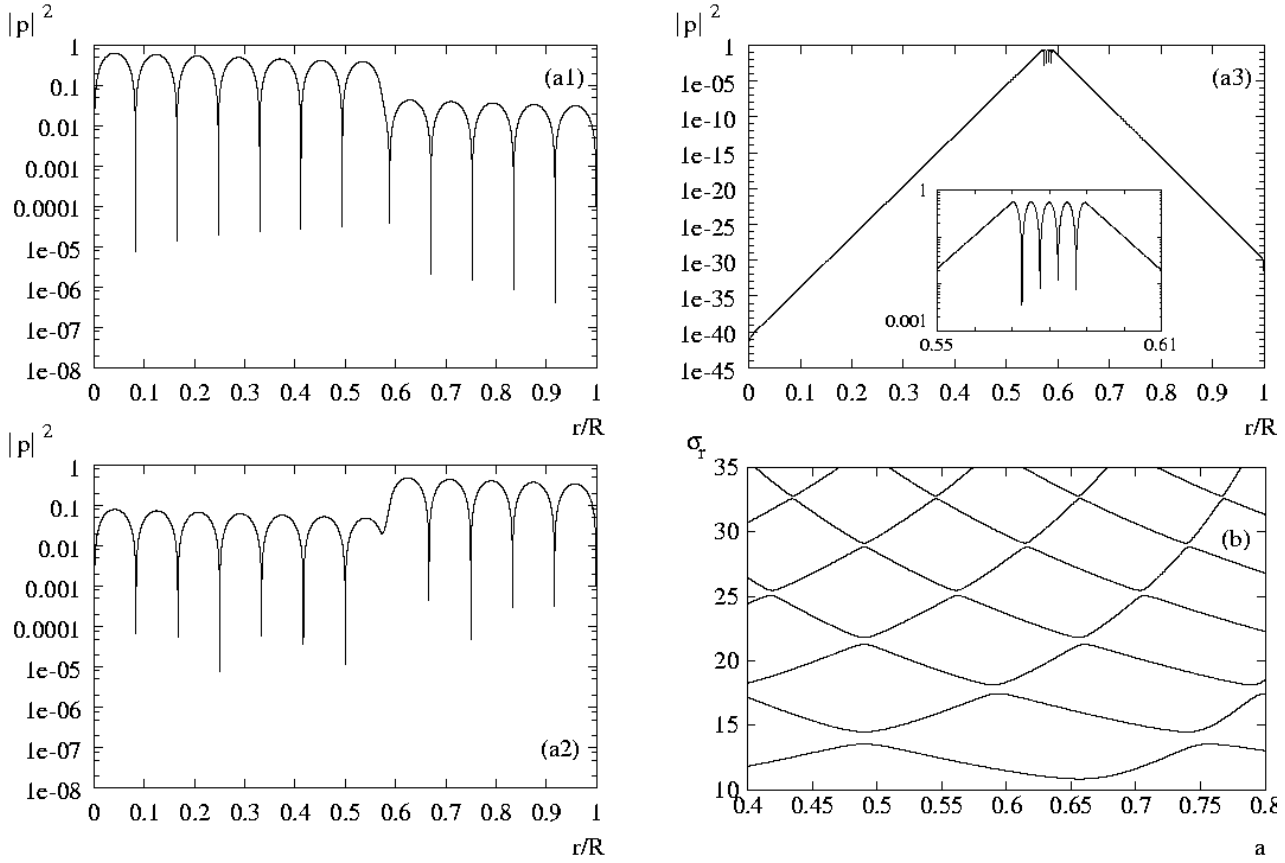 |p| 2
1
0.1
0.01
0.001
0.0001
1e-05
1e-06
1e-07
1e-08
(a1)
0 0.1 0.2 0.3 0.4 0.5 0.6 0.7 0.8 0.9 1
r/R
|p| 2
1
1e-05
1e-10
1e-15
1e-20
1e-25
1e-30
1e-35
1e-40
1e-45
(a3)
1
0.001
0.55 0.61
0 0.1 0.2 0.3 0.4 0.5 0.6 0.7 0.8 0.9 1
r/R
|p| 2
1
0.1
0.01
0.001
0.0001
1e-05
1e-06
1e-07
1e-08
(a2)
0 0.1 0.2 0.3 0.4 0.5 0.6 0.7 0.8 0.9 1
r/R
σr
35
30
25
20
15
10
(b)
0.4 0.45 0.5 0.55 0.6 0.65 0.7 0.75 0.8
a